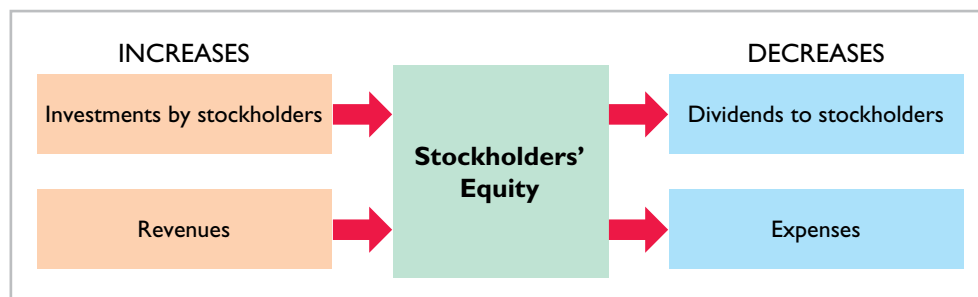 INCREASES
DECREASES
Investments by stockholders
Dividends to stockholders
Stockholders’
Equity
Revenues
Expenses